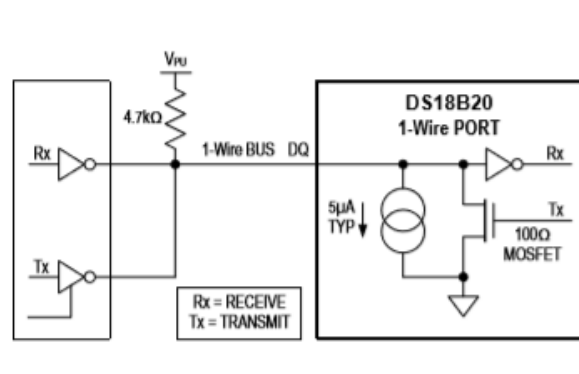 VPU
4.7kΩ
DS18B20
1-Wire PORT
Rx
1-Wire BUS DQ
Rx
5µA
TYP
Tx
100Ω
MOSFET
Tx
Rx = RECEIVE
Tx = TRANSMIT